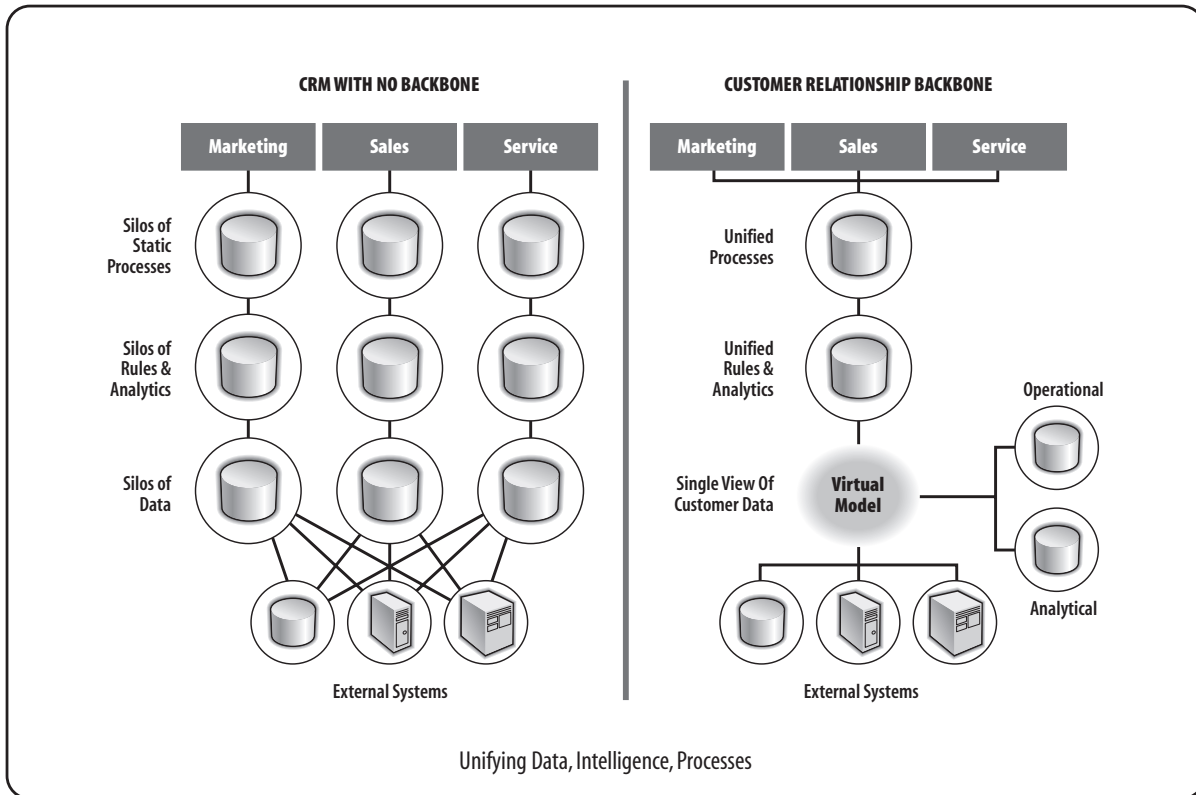 CRM WITH NO BACKBONE
Marketing
Sales
Service
Silos of
Static
Processes
Silos of
Rules &
Analytics
Silos of
Data
External Systems
CUSTOMER RELATIONSHIP BACKBONE
Marketing
Sales
Service
Unified
Processes
Unified
Rules &
Analytics
Single View Of
Customer Data
Virtual
Model
Operational
Analytical
External Systems
Unifying Data, Intelligence, Processes